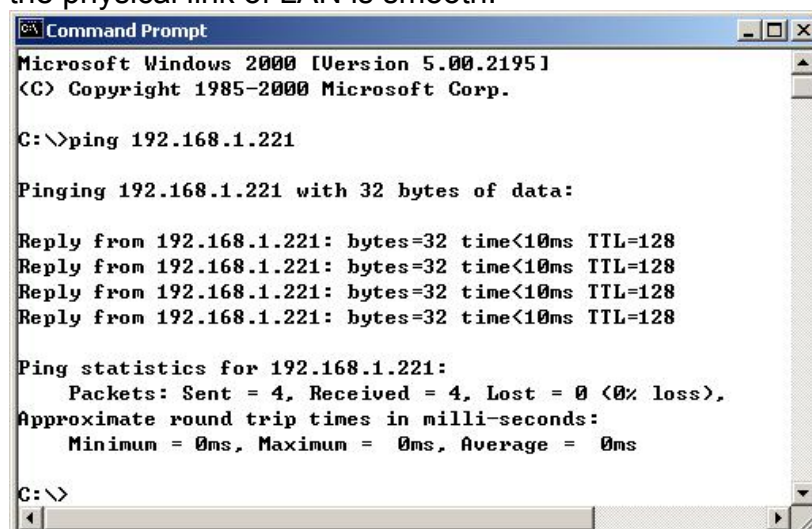 the physical link of LAN is smooth.
Command Prompt
Microsoft Windows 2000 [Version 5.00.2195]
(C) Copyright 1985-2000 Microsoft Corp.
C:\>ping 192.168.1.221
Pinging 192.168.1.221 with 32 bytes of data:
Reply from 192.168.1.221: bytes=32 time<10ms TTL=128
Reply from 192.168.1.221: bytes=32 time<10ms TTL=128
Reply from 192.168.1.221: bytes=32 time<10ms TTL=128
Reply from 192.168.1.221: bytes=32 time<10ms TTL=128
Ping statistics for 192.168.1.221:
Packets: Sent = 4, Received = 4, Lost = 0 (0% loss),
Approximate round trip times in milli-seconds:
Minimum = 0ms, Maximum =  0ms, Average =  0ms
C:\>